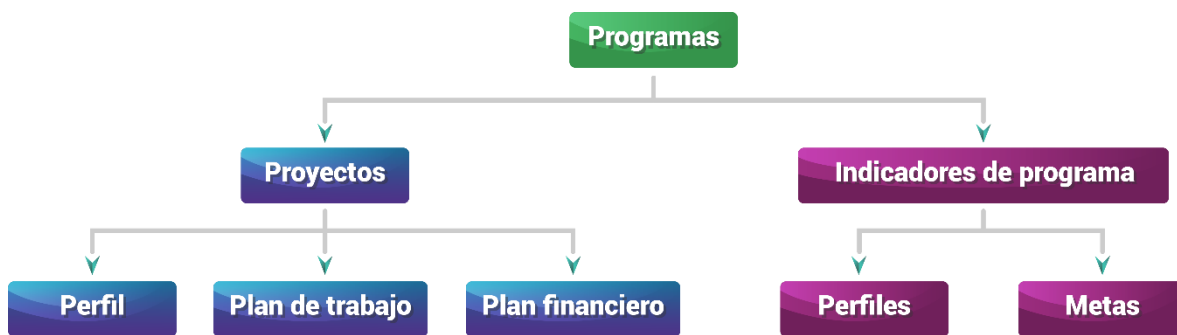 Programas
Proyectos
Indicadores de programa
Perfil
Plan de trabajo
Plan financiero
Perfiles
Metas